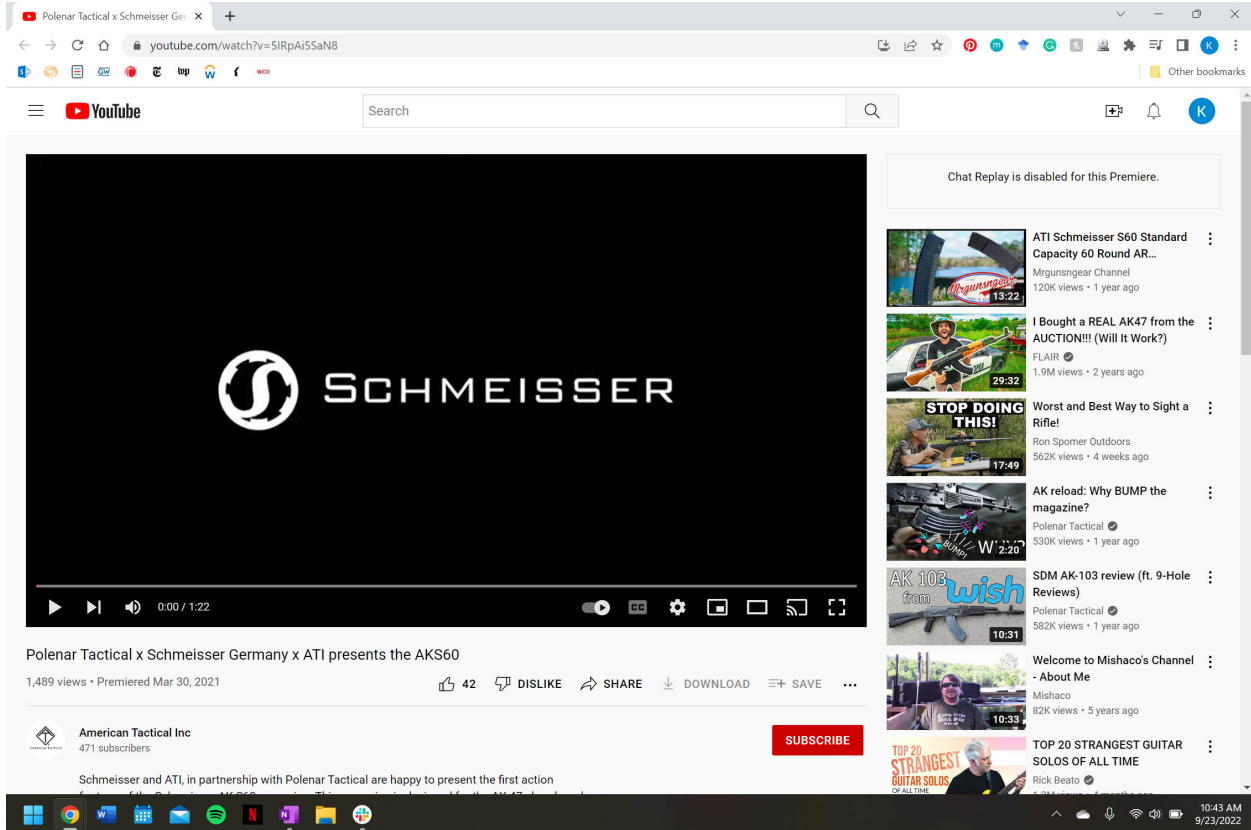 Polenar Tactical x Schmeisser Ger
youtube.com/watch?v=5IRpAi5SaN8
Other bookmarks
YouTube
Search
K
SCHMEISSER
0:00 / 1:22
CC
Polenar Tactical x Schmeisser Germany x ATI presents the AKS60
1,489 views • Premiered Mar 30, 2021
42 DISLIKE SHARE DOWNLOAD SAVE
American Tactical Inc
471 subscribers
SUBSCRIBE
Schmeisser and ATI, in partnership with Polenar Tactical are happy to present the first action
Chat Replay is disabled for this Premiere.
Mrgunsngear
13:22
ATI Schmeisser S60 Standard
Capacity 60 Round AR...
Mrgunsngear Channel
120K views • 1 year ago
29:32
I Bought a REAL AK47 from the
AUCTION!!! (Will It Work?)
FLAIR
1.9M views • 2 years ago
STOP DOING
THIS!
17:49
Worst and Best Way to Sight a
Rifle!
Ron Spomer Outdoors
562K views • 4 weeks ago
BUMP!
WHY?
2:20
AK reload: Why BUMP the
magazine?
Polenar Tactical
530K views • 1 year ago
AK 103
from wish
10:31
SDM AK-103 review (ft. 9-Hole
Reviews)
Polenar Tactical
582K views • 1 year ago
10:33
Welcome to Mishaco's Channel
- About Me
Mishaco
82K views • 5 years ago
TOP 20
STRANGEST
GUITAR SOLOS
OF ALL TIME
TOP 20 STRANGEST GUITAR
SOLOS OF ALL TIME
Rick Beato
10:43 AM
9/23/2022